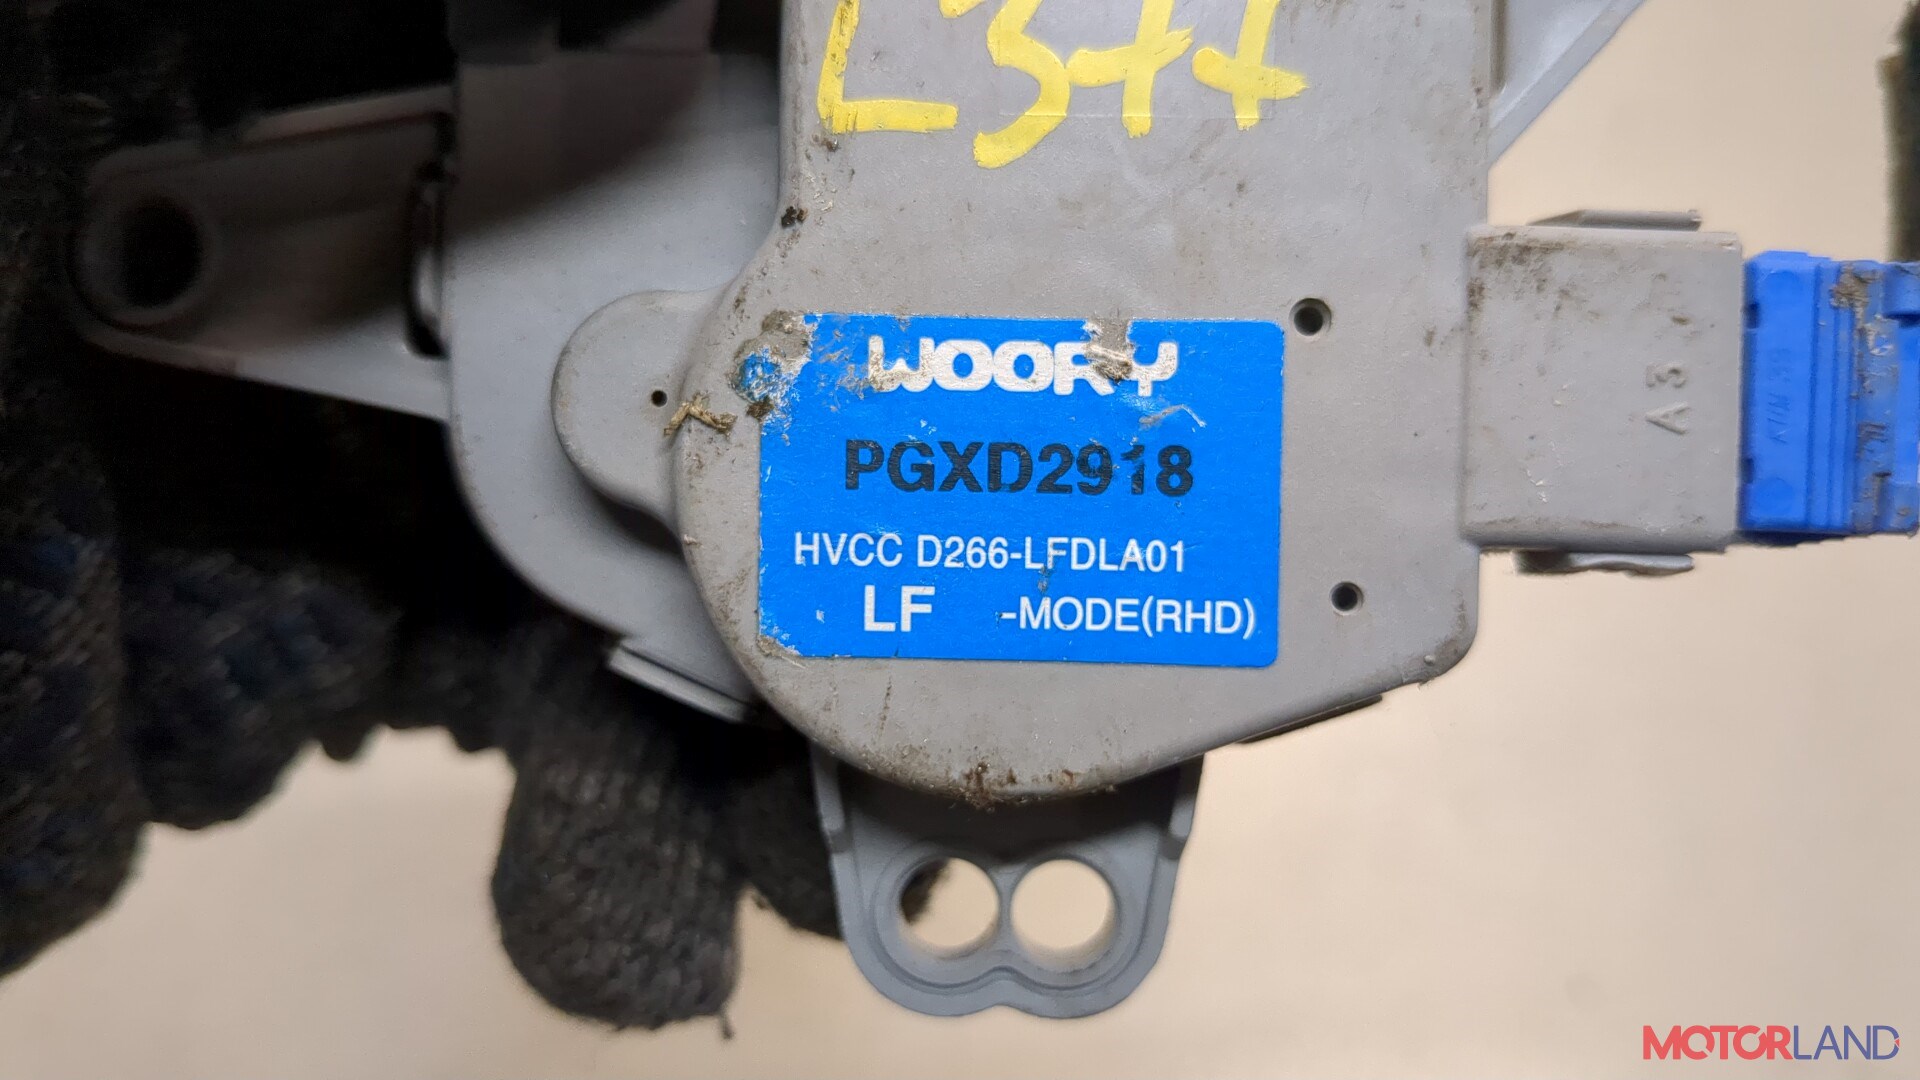 L377
WOORY
PGXD2918
HVCC D266-LFDLA01
LF -MODE(RHD)
A3
MOTORLAND